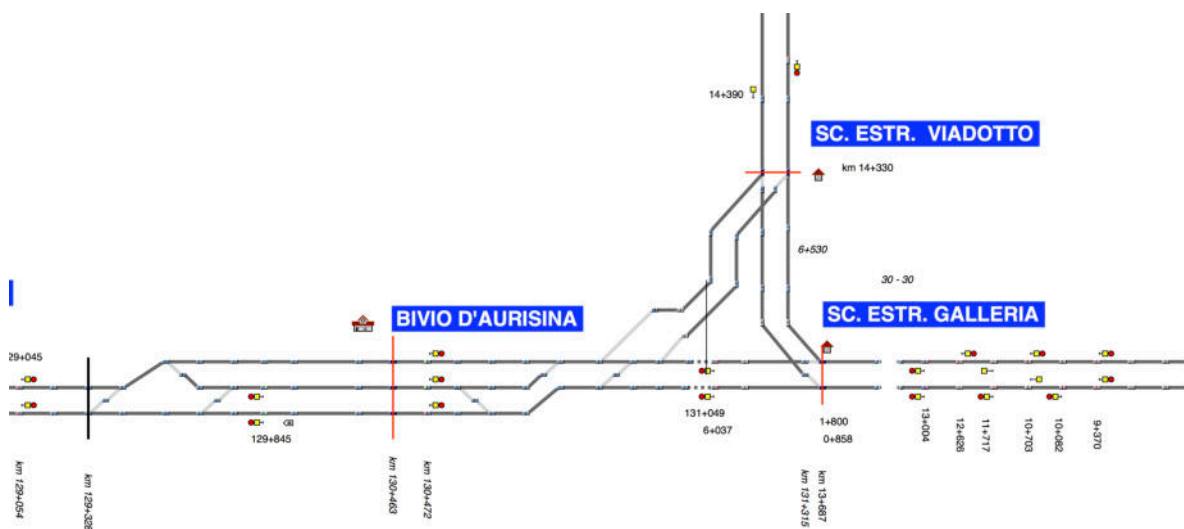 14+390
SC. ESTR. VIADOTTO
km 14+330
6+530
30 - 30
BIVIO D'AURISINA
SC. ESTR. GALLERIA
29+045
129+845
131+049
6+037
1+800
0+858
13+004
12+626
11+717
10+703
10+082
9+370
km 129+054
km 129+328
km 130+463
km 130+472
km 131+315
km 13+687